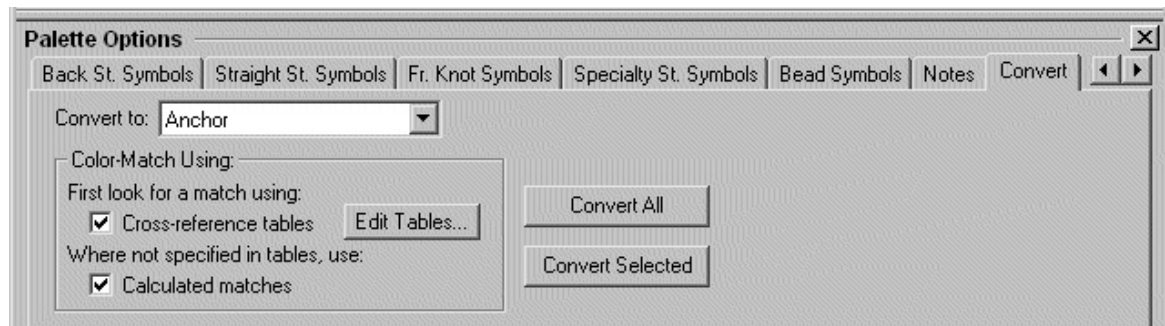 Palette Options
Back St. Symbols Straight St. Symbols Fr. Knot Symbols Specialty St. Symbols Bead Symbols Notes Convert
Convert to: Anchor
Color-Match Using:
First look for a match using:
Cross-reference tables Edit Tables... Convert All
Where not specified in tables, use:
Calculated matches Convert Selected